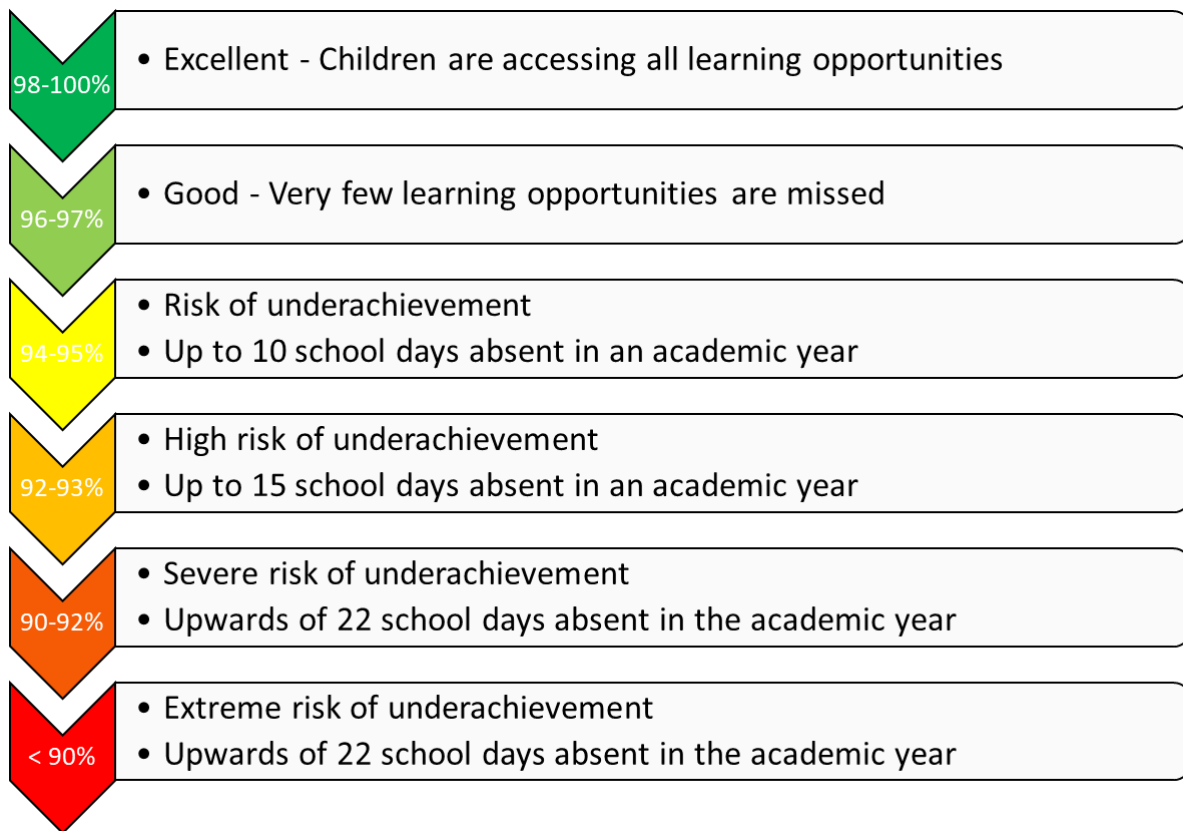 98-100%
• Excellent - Children are accessing all learning opportunities
96-97%
• Good - Very few learning opportunities are missed
94-95%
• Risk of underachievement
• Up to 10 school days absent in an academic year
92-93%
• High risk of underachievement
• Up to 15 school days absent in an academic year
90-92%
• Severe risk of underachievement
• Upwards of 22 school days absent in the academic year
< 90%
• Extreme risk of underachievement
• Upwards of 22 school days absent in the academic year